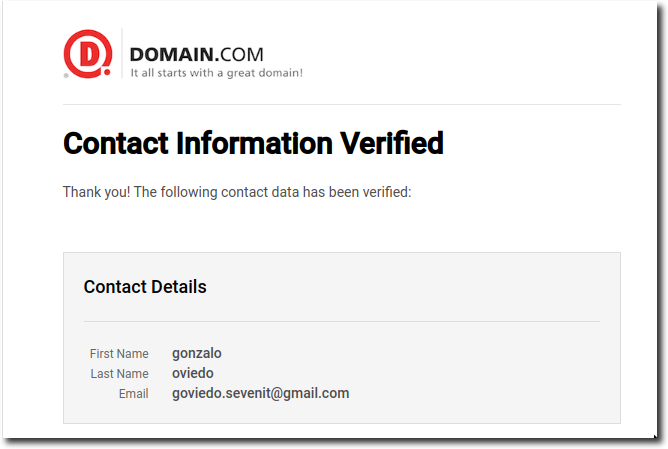 D.
DOMAIN.COM
It all starts with a great domain!
Contact Information Verified
Thank you! The following contact data has been verified:
Contact Details
First Name gonzalo
Last Name oviedo
Email goviedo.sevenit@gmail.com